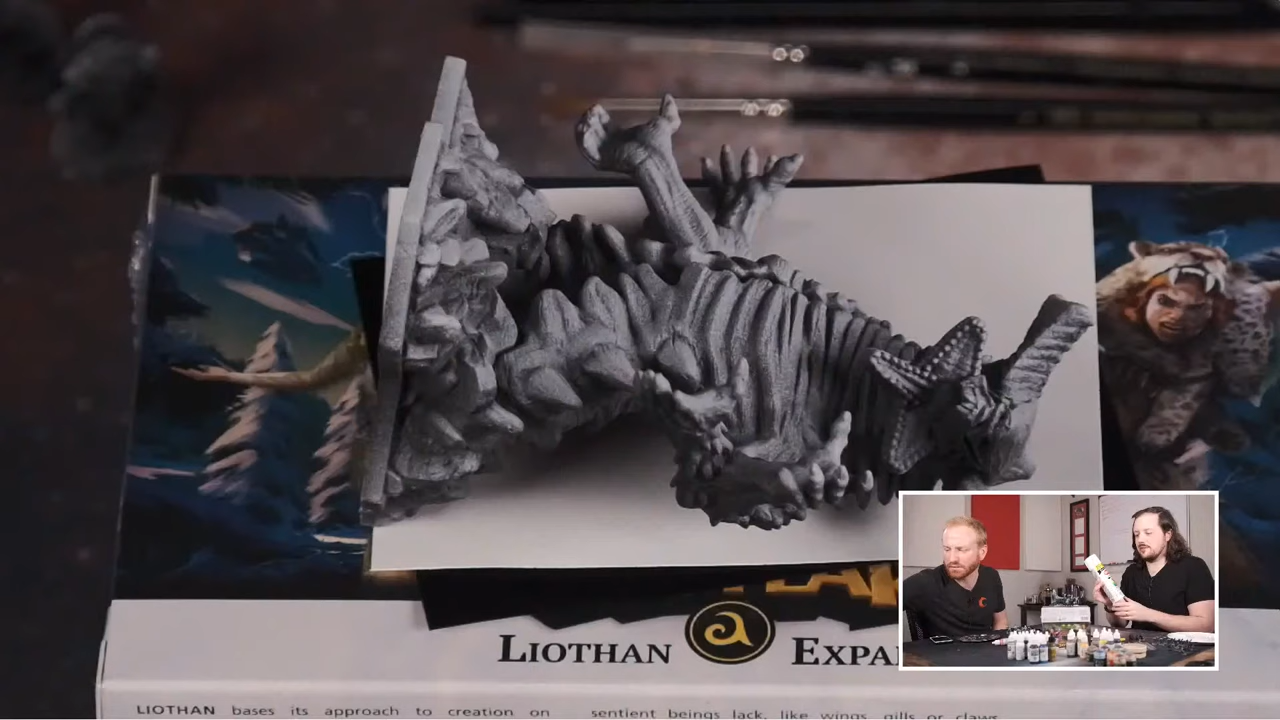 LIOTHAN EXPA
LIOTHAN bases its approach to creation on
sentient beings lack, like wings, gills or claws